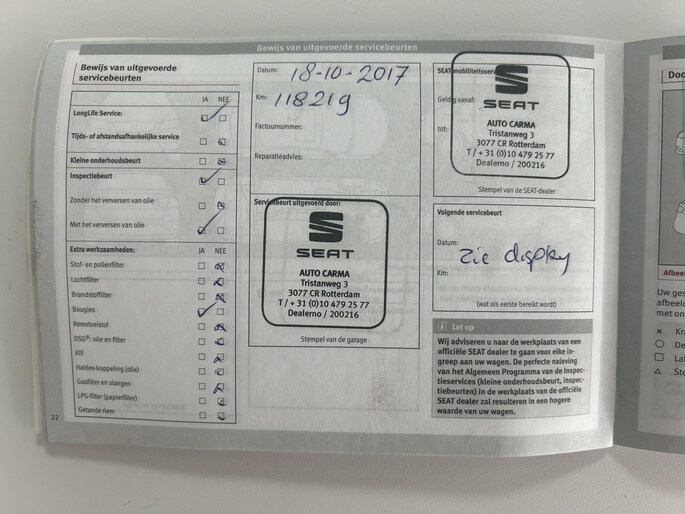 Bewijs van uitgevoerde servicebeurten
Bewijs van uitgevoerde
servicebeurten
JA NEE
LongLife Service:
Tijds- of afstandsafhankelijke service
Kleine onderhoudsbeurt
Inspectiebeurt
Zonder het verversen van olie
Met het verversen van olie
Extra werkzaamheden: JA NEE
Stof- en pollenfilter
Luchtfilter
Brandstoffilter
Bougies
Remvloeistof
DSG®: olie en filter
ATF
Haldex-koppeling (olie)
Gasfilter en slangen
LPG-filter (papierfilter)
Getande riem
22
Datum: 18-10-2017
Km: 118219
Factuurnummer:
Reparatieadvies:
Servicebeurt uitgevoerd door:
SEAT
AUTO CARMA
Tristanweg 3
3077 CR Rotterdam
T / + 31 (0)10 479 25 77
Dealerno / 200216
Stempel van de garage
SEAT
Geldig vanaf:
tot:
SEAT
AUTO CARMA
Tristanweg 3
3077 CR Rotterdam
T / + 31 (0)10 479 25 77
Dealerno / 200216
Stempel van de SEAT-dealer
Volgende servicebeurt
Datum: zie display
Km:
(wat als eerste bereikt wordt)
i Let op
Wij adviseren u naar de werkplaats van een
officiële SEAT dealer te gaan voor elke in-
greep aan uw wagen. De perfecte naleving
van het Algemeen Programma van de Inspec-
tieservices (kleine onderhoudsbeurt, inspec-
tiebeurten) in de werkplaats van de officiële
SEAT dealer zal resulteren in een hogere
waarde van uw wagen.
Afbeel
Uw ges
afbeeld
met on